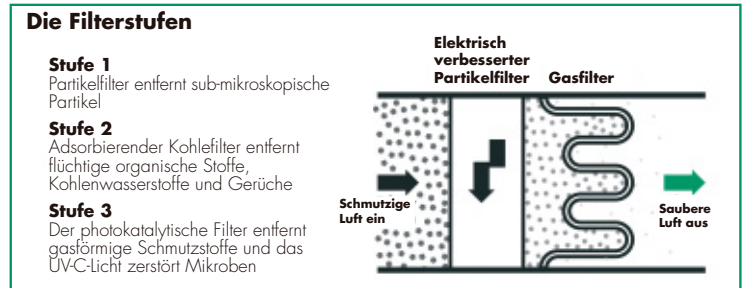 Die Filterstufen
Stufe 1
Partikelfilter entfernt sub-mikroskopische
Partikel
Stufe 2
Adsorbierender Kohlefilter entfernt
flüchtige organische Stoffe,
Kohlenwasserstoffe und Gerüche
Stufe 3
Der photokatalytische Filter entfernt
gasförmige Schmutzstoffe und das
UV-C-Licht zerstört Mikroben
Elektrisch
verbesserter
Partikelfilter
Gasfilter
Schmutzige
Luft ein
Saubere
Luft aus